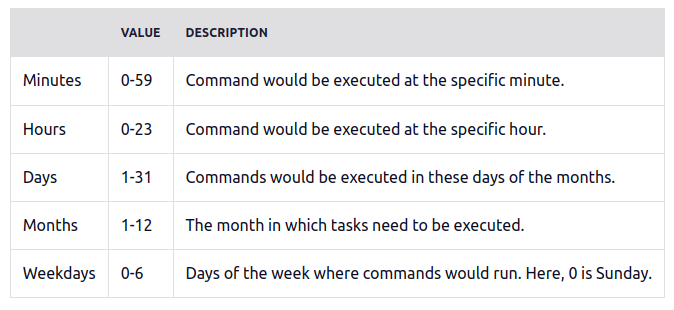 VALUE DESCRIPTION
Minutes 0-59 Command would be executed at the specific minute.
Hours 0-23 Command would be executed at the specific hour.
Days 1-31 Commands would be executed in these days of the months.
Months 1-12 The month in which tasks need to be executed.
Weekdays 0-6 Days of the week where commands would run. Here, 0 is Sunday.